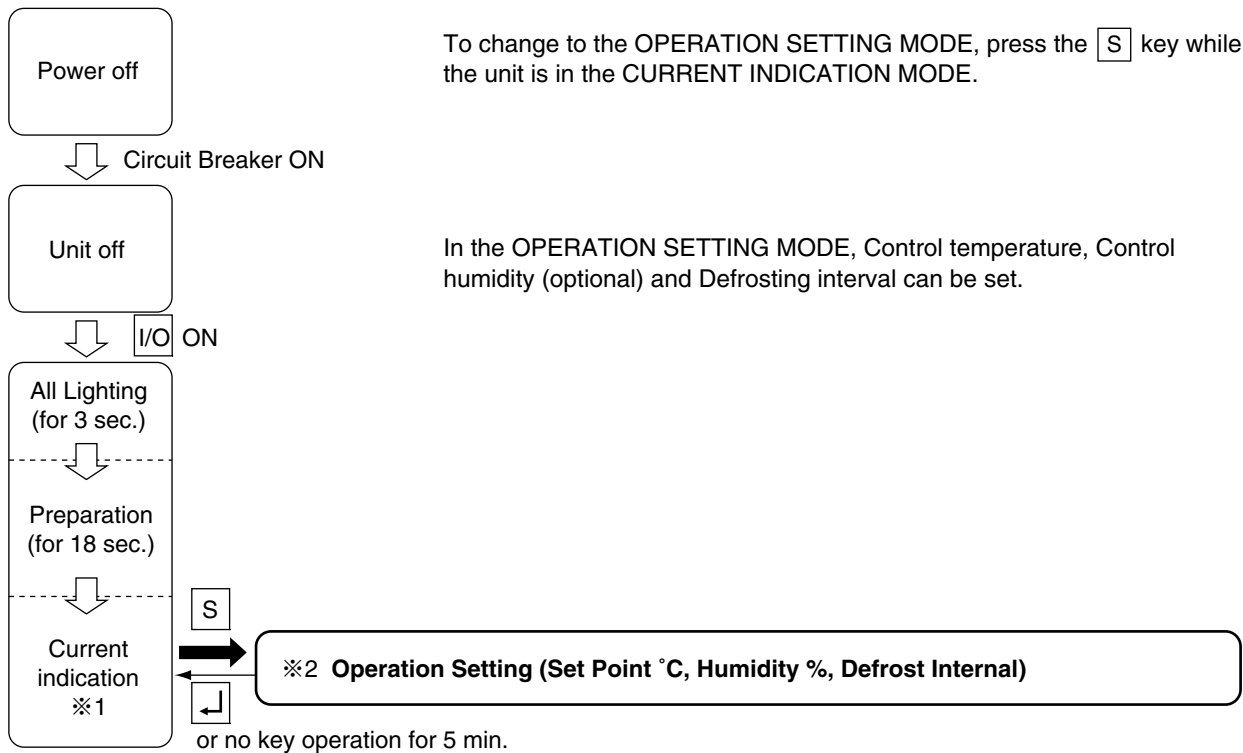 Power off
To change to the OPERATION SETTING MODE, press the S key while
the unit is in the CURRENT INDICATION MODE.
Circuit Breaker ON
Unit off
In the OPERATION SETTING MODE, Control temperature, Control
humidity (optional) and Defrosting interval can be set.
I/O ON
All Lighting
(for 3 sec.)
Preparation
(for 18 sec.)
S
Current
indication
※1
※2 Operation Setting (Set Point ˚C, Humidity %, Defrost Internal)
↵
or no key operation for 5 min.